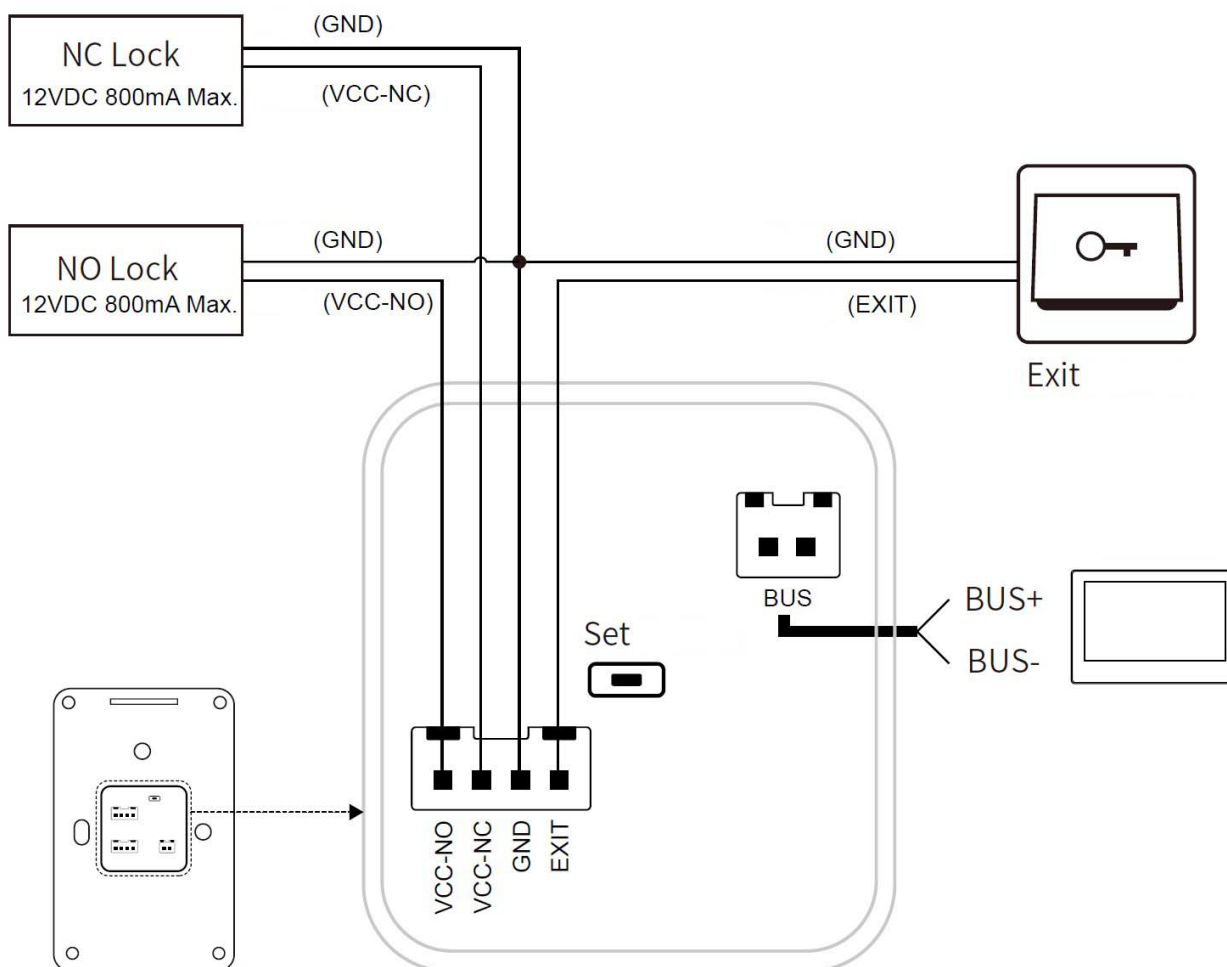 (GND)
NC Lock
12VDC 800mA Max.
(VCC-NC)
(GND)
(GND)
NO Lock
12VDC 800mA Max.
(VCC-NO)
(EXIT)
Exit
BUS
BUS+
Set
BUS-
VCC-NO
VCC-NC
GND
EXIT